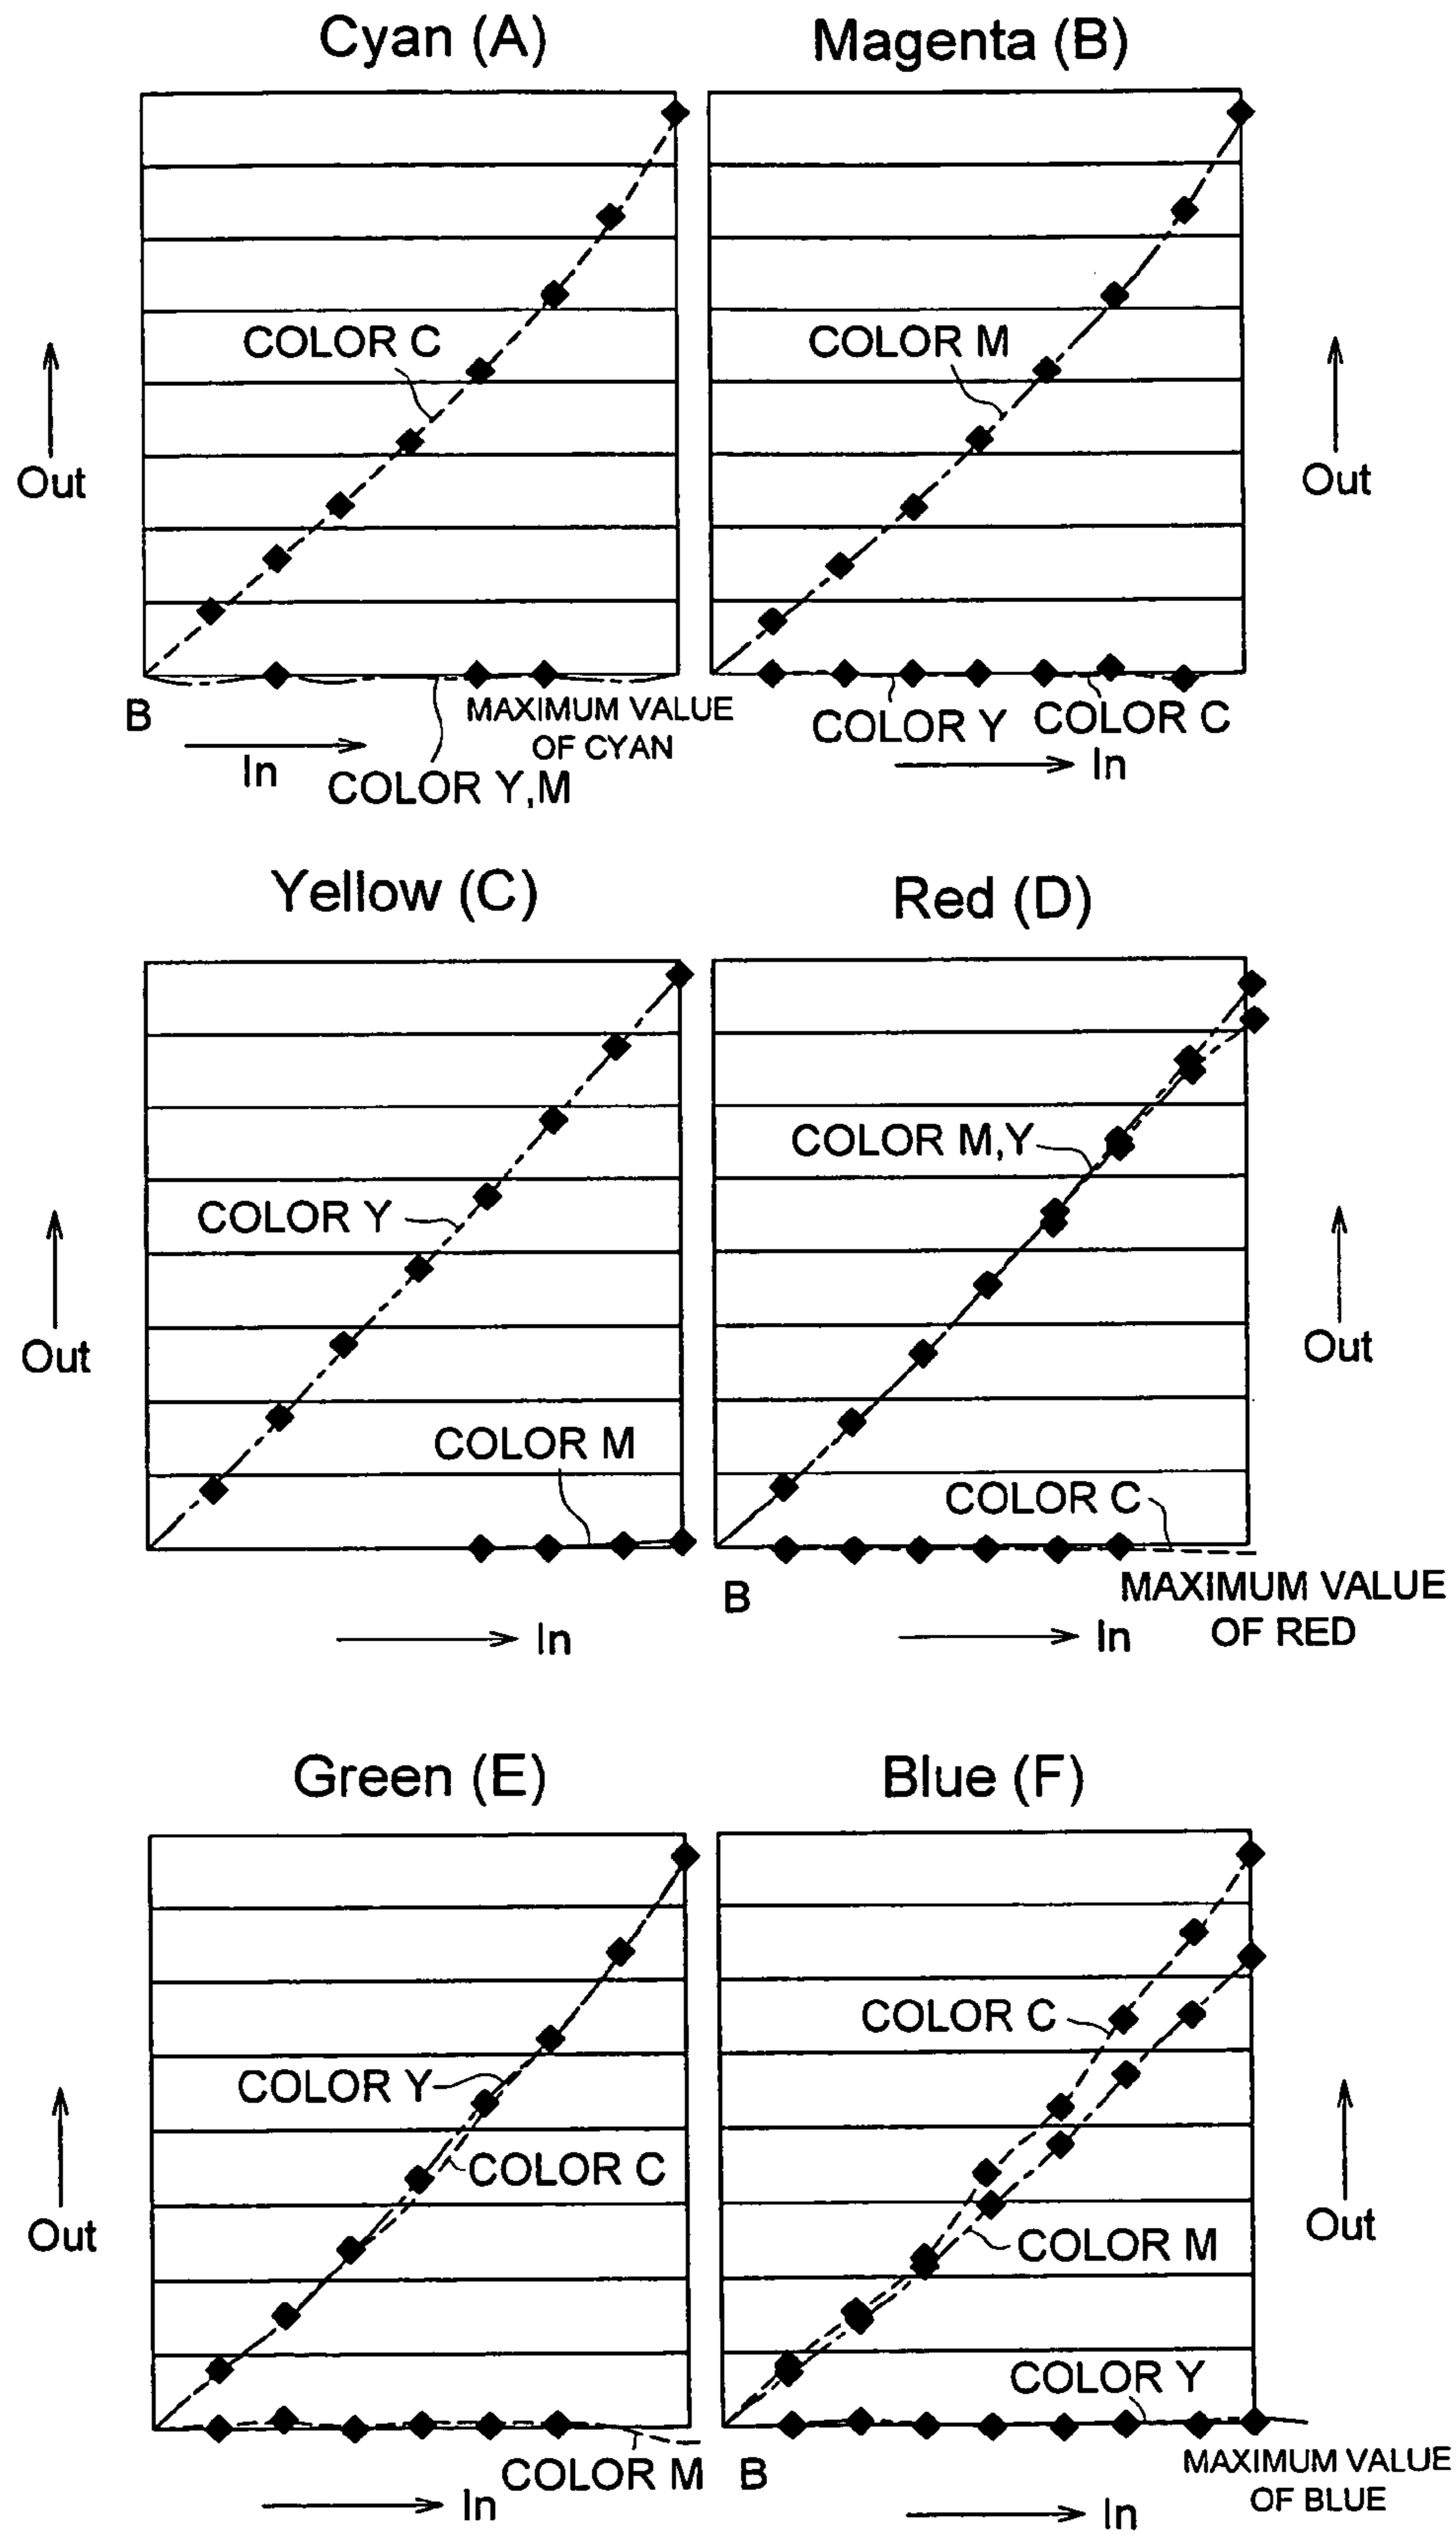 Cyan (A)
Magenta (B)
COLOR C
COLOR M
Out
Out
B
MAXIMUM VALUE
OF CYAN
In
COLOR Y,M
COLOR Y
COLOR C
In
Yellow (C)
Red (D)
COLOR M,Y
COLOR Y
Out
Out
COLOR M
COLOR C
B
MAXIMUM VALUE
OF RED
In
In
Green (E)
Blue (F)
COLOR C
COLOR Y
COLOR C
Out
Out
COLOR M
COLOR Y
COLOR M
B
MAXIMUM VALUE
OF BLUE
In
In